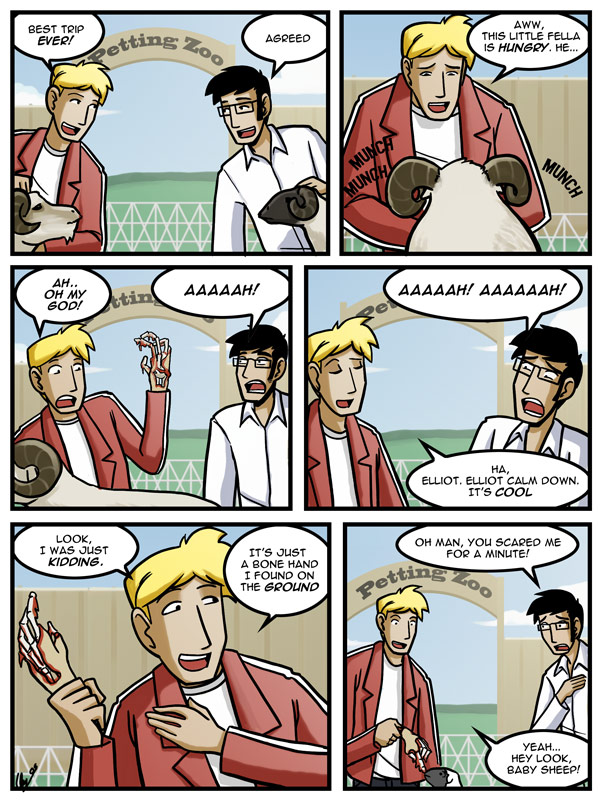 BEST TRIP
EVER!
AGREED
Petting Zoo
AWW,
THIS LITTLE FELLA
IS HUNGRY. HE...
MUNCH
MUNCH
MUNCH
AH..
OH MY
GOD!
AAAAAH!
etting
AAAAAH! AAAAAAH!
Pe
HA,
ELLIOT. ELLIOT CALM DOWN.
IT'S COOL
LOOK,
I WAS JUST
KIDDING.
IT'S JUST
A BONE HAND
I FOUND ON
THE GROUND
OH MAN, YOU SCARED ME
FOR A MINUTE!
Petting Zoo
YEAH...
HEY LOOK,
BABY SHEEP!